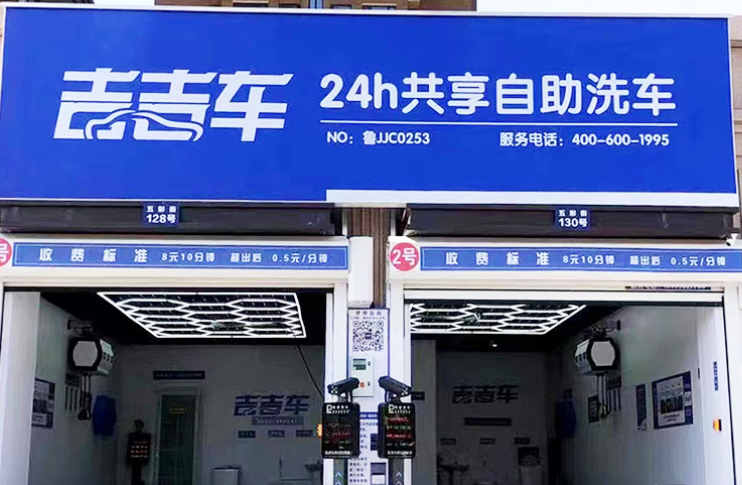 吉吉车
24h共享自助洗车
NO：鲁JJC0253
服务电话：400-600-1995
128号
130号
号
收费标准 8元10分钟 超出后 0.5元/分钟
2号
收费标准 8元10分钟 超出后 0.5元/分钟
吉吉车
吉吉车